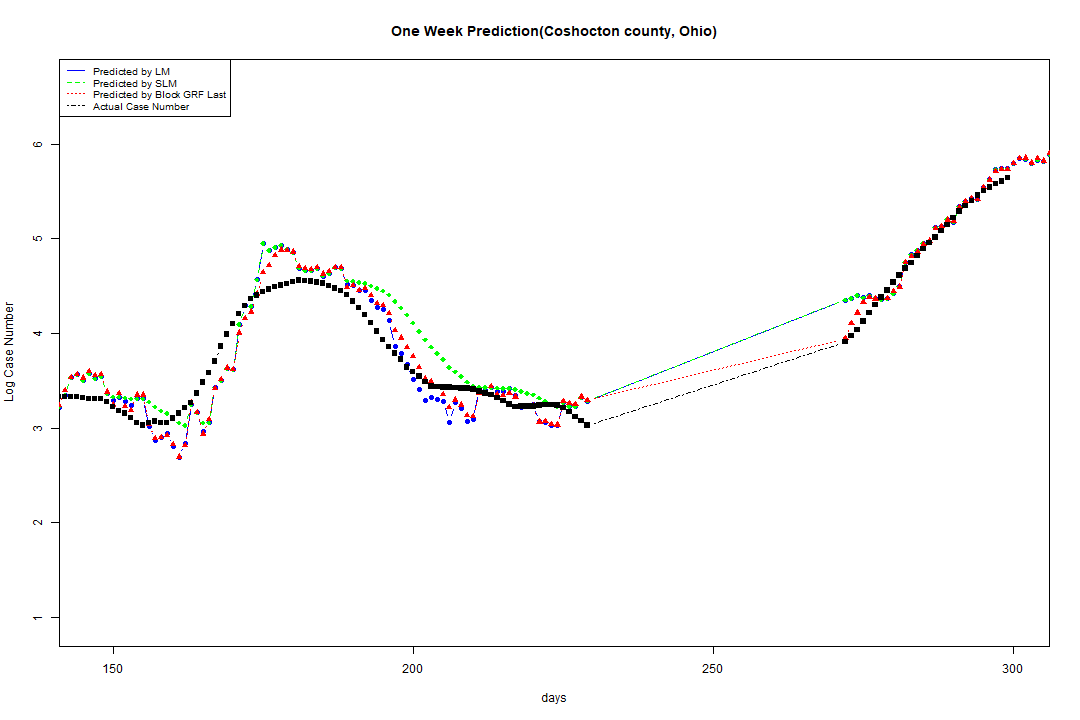 One Week Prediction(Coshocton county, Ohio)
Predicted by LM
Predicted by SLM
Predicted by Block GRF Last
Actual Case Number
6
5
4
3
2
1
Log Case Number
150 200 250 300
days